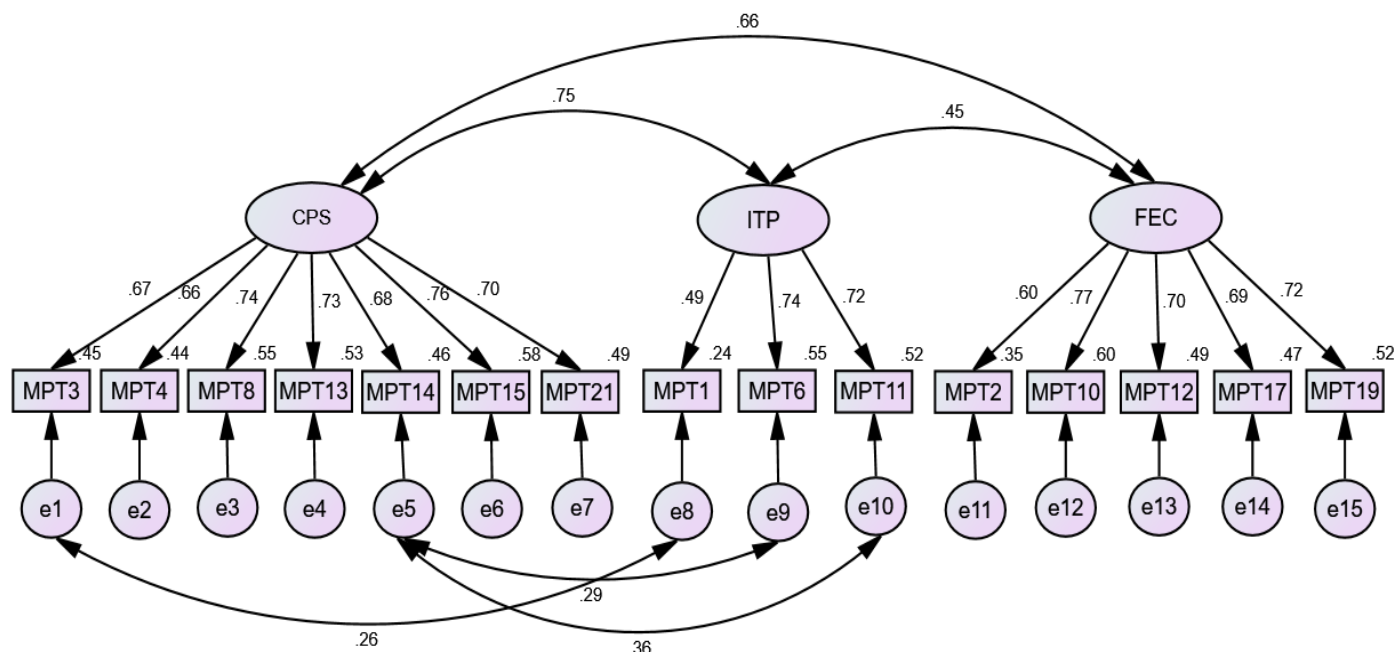 .66
.75
.45
CPS
ITP
FEC
.67 .66 .74 .73 .68 .76 .70 .49 .74 .72 .60 .77 .70 .69 .72
.45 .44 .55 .53 .46 .58 .49 .24 .55 .52 .35 .60 .49 .47 .52
MPT3 MPT4 MPT8 MPT13 MPT14 MPT15 MPT21 MPT1 MPT6 MPT11 MPT2 MPT10 MPT12 MPT17 MPT19
e1 e2 e3 e4 e5 e6 e7 e8 e9 e10 e11 e12 e13 e14 e15
.29
.26
.36